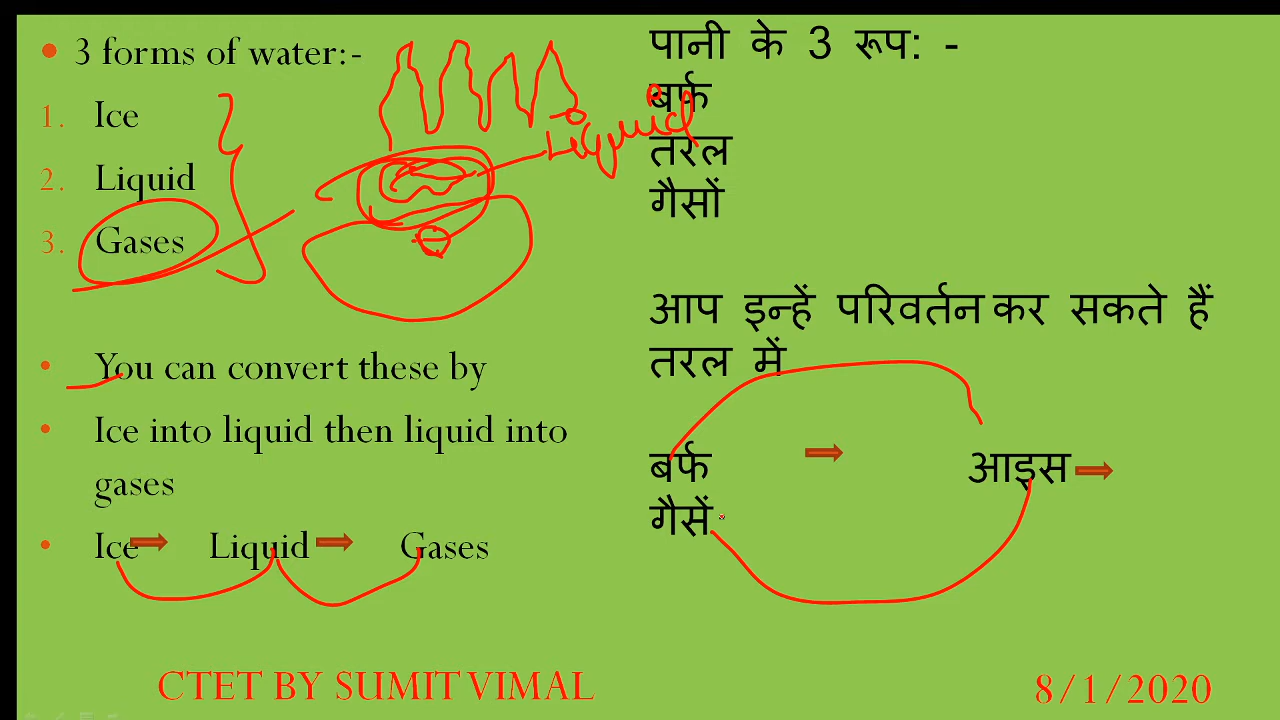 3 forms of water:-
1. Ice
2. Liquid
3. Gases
Liquid
You can convert these by
Ice into liquid then liquid into
gases
Ice Liquid Gases
पानी के 3 रूप: -
बर्फ
तरल
गैसों
आप इन्हें परिवर्तन कर सकते हैं
तरल में
बर्फ आइस
गैसें
CTET BY SUMIT VIMAL
8/1/2020